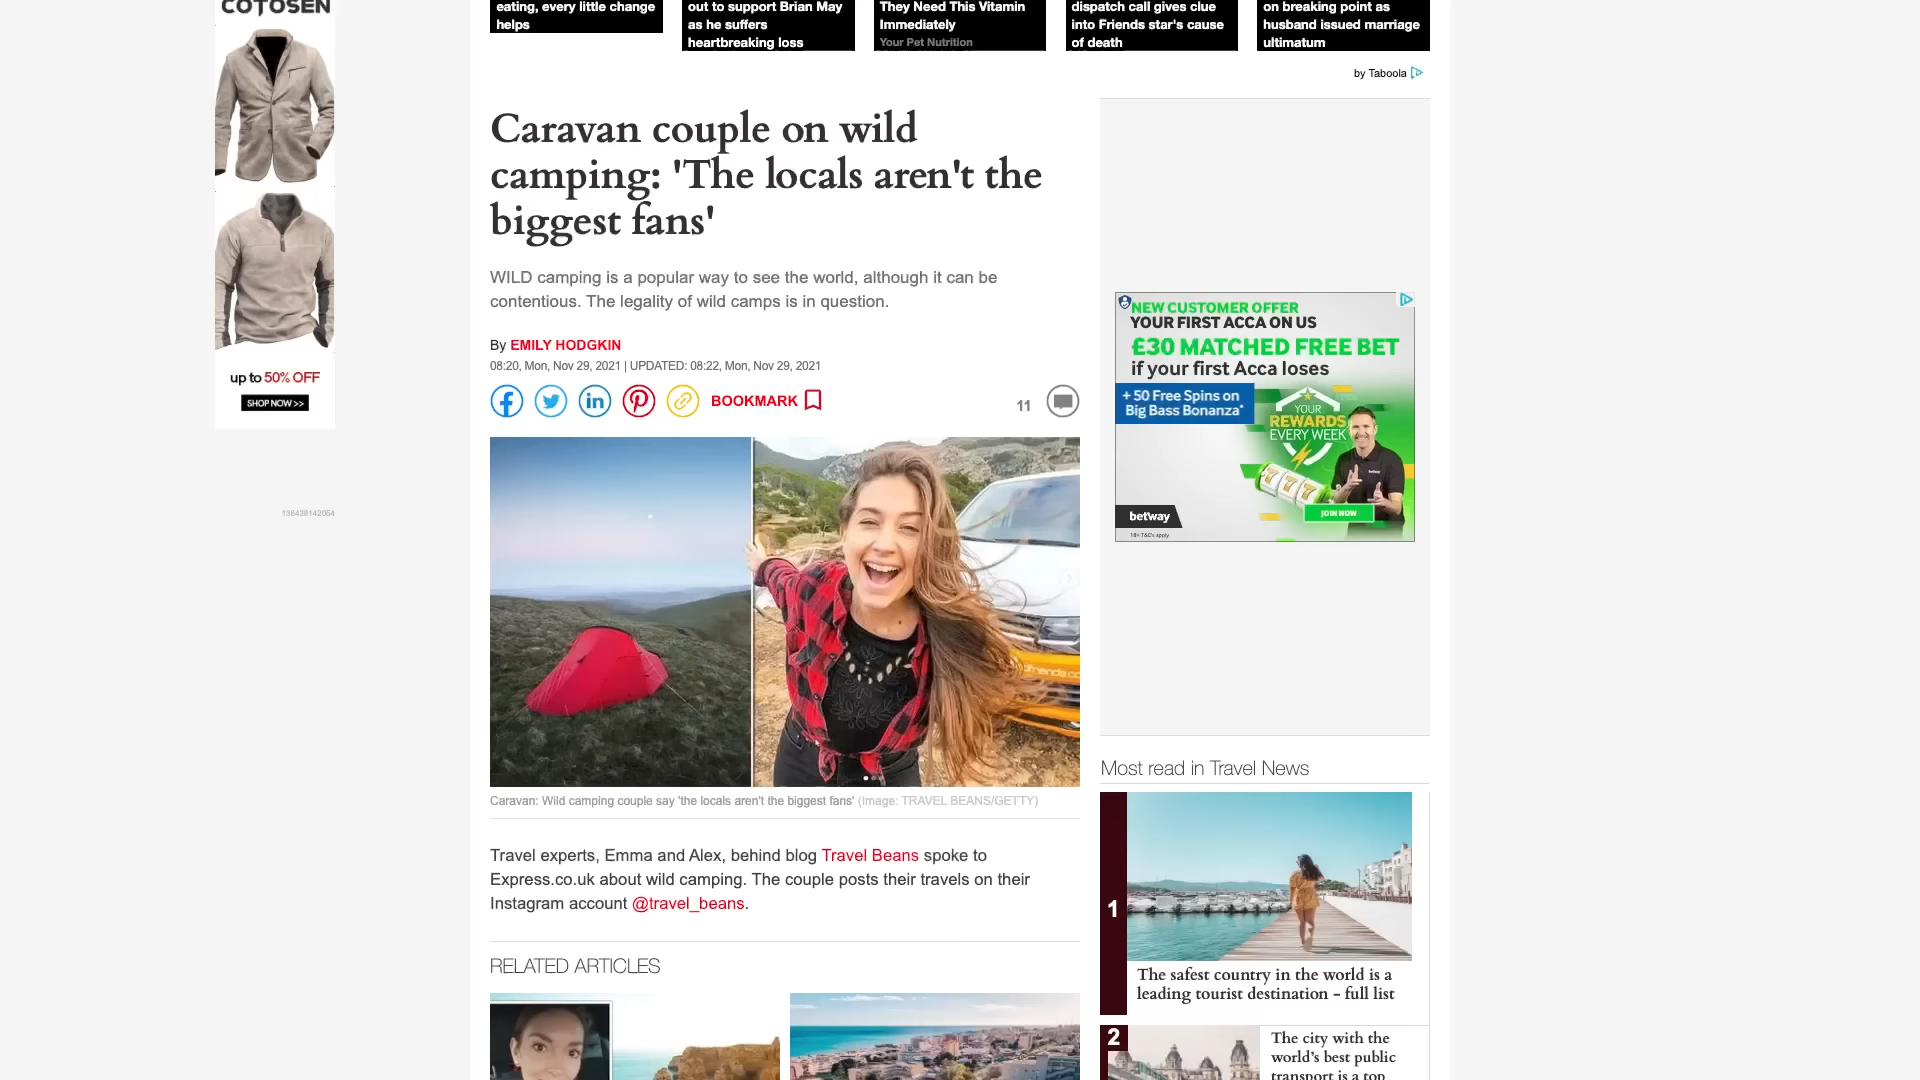 COTOSEN
up to 50% OFF
SHOP NOW >>
138438142054
eating, every little change
helps
out to support Brian May
as he suffers
heartbreaking loss
They Need This Vitamin
Immediately
Your Pet Nutrition
dispatch call gives clue
into Friends star's cause
of death
on breaking point as
husband issued marriage
ultimatum
by Taboola
Caravan couple on wild
camping: 'The locals aren't the
biggest fans'
WILD camping is a popular way to see the world, although it can be
contentious. The legality of wild camps is in question.
By EMILY HODGKIN
08:20, Mon, Nov 29, 2021 | UPDATED: 08:22, Mon, Nov 29, 2021
BOOKMARK
11
Caravan: Wild camping couple say 'the locals aren't the biggest fans' (Image: TRAVEL BEANS/GETTY)
Travel experts, Emma and Alex, behind blog Travel Beans spoke to
Express.co.uk about wild camping. The couple posts their travels on their
Instagram account @travel_beans.
RELATED ARTICLES
NEW CUSTOMER OFFER
YOUR FIRST ACCA ON US
£30 MATCHED FREE BET
if your first Acca loses
+ 50 Free Spins on
Big Bass Bonanza*
YOUR
REWARDS
EVERY WEEK
777
JOIN NOW
betway
18+ T&Cs apply
Most read in Travel News
1
The safest country in the world is a
leading tourist destination - full list
2
The city with the
world's best public
transport is a top